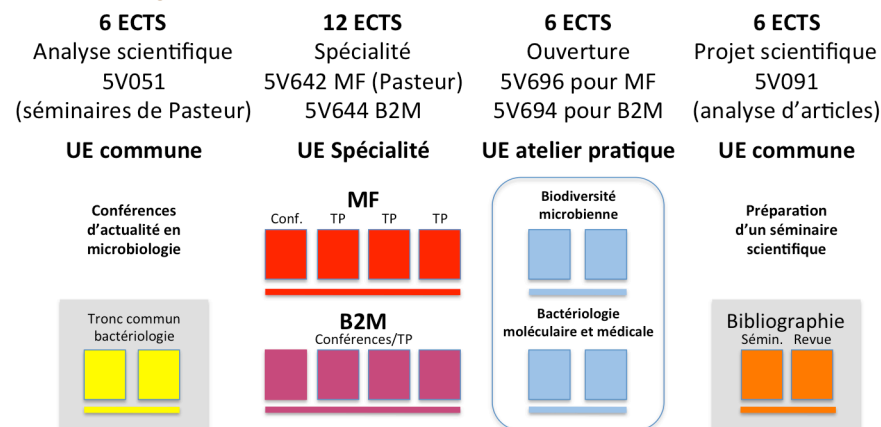 6 ECTS
Analyse scientifique
5V051
(séminaires de Pasteur)
UE commune
Conférences
d'actualité en
microbiologie
Tronc commun
bactériologie
12 ECTS
Spécialité
5V642 MF (Pasteur)
5V644 B2M
UE Spécialité
MF
Conf. TP TP TP
B2M
Conférences/TP
6 ECTS
Ouverture
5V696 pour MF
5V694 pour B2M
UE atelier pratique
Biodiversité
microbienne
Bactériologie
moléculaire et médicale
6 ECTS
Projet scientifique
5V091
(analyse d'articles)
UE commune
Préparation
d'un séminaire
scientifique
Bibliographie
Sémin. Revue